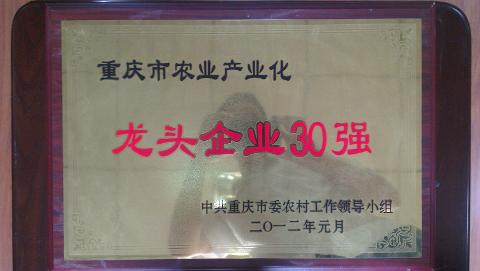 重庆市农业产业化
龙头企业30强
中共重庆市委农村工作领导小组
二〇一二年元月